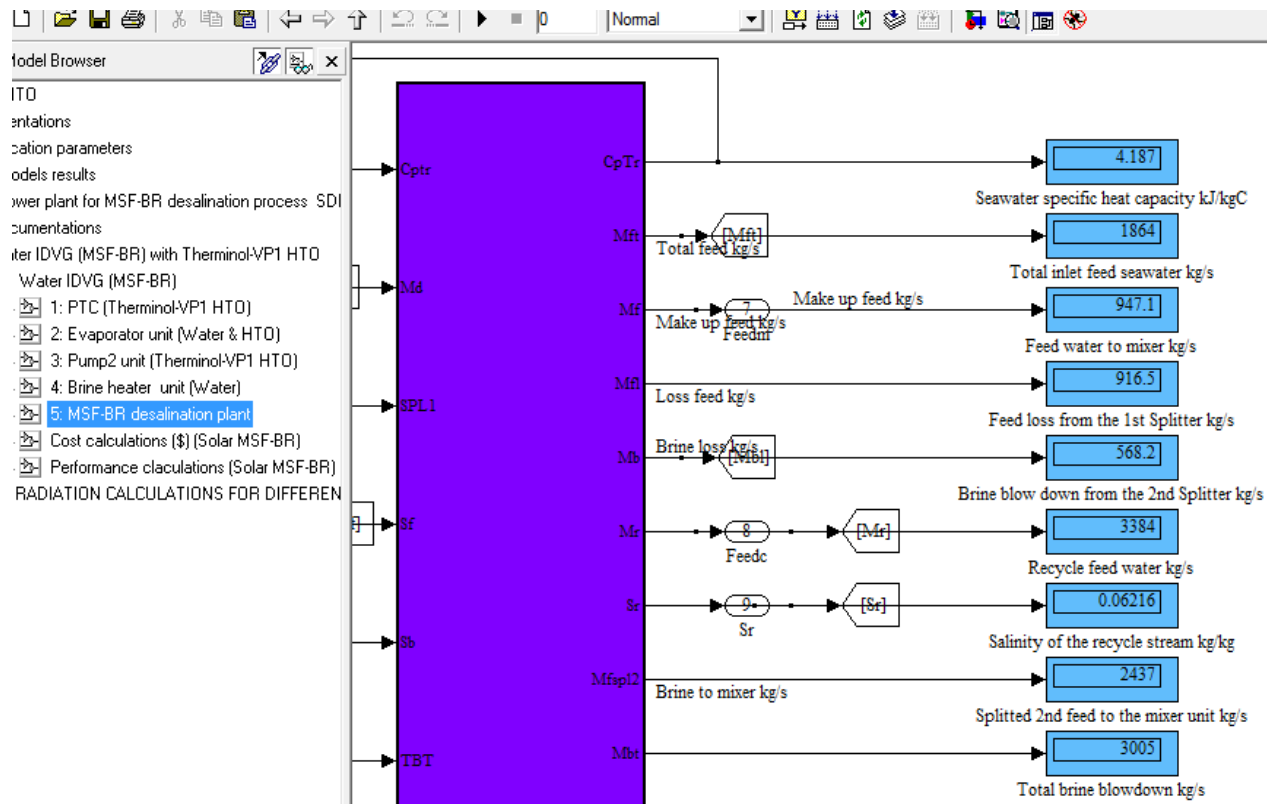 0
Normal
Model Browser
HTO
entations
cation parameters
odels results
ower plant for MSF-BR desalination process SDI
cumentations
ter IDVG (MSF-BR) with Therminol-VP1 HTO
Water IDVG (MSF-BR)
1: PTC (Therminol-VP1 HTO)
2: Evaporator unit (Water & HTO)
3: Pump2 unit (Therminol-VP1 HTO)
4: Brine heater unit (Water)
5: MSF-BR desalination plant
Cost calculations ($) (Solar MSF-BR)
Performance claculations (Solar MSF-BR)
RADIATION CALCULATIONS FOR DIFFEREN
Cptr
Md
SPL1
Sf
Sb
TBT
CpTr
4.187
Seawater specific heat capacity kJ/kgC
Mft
[Mft]
Total feed kg/s
1864
Total inlet feed seawater kg/s
Mf
7
Make up feed kg/s
Make up feed kg/s
Feednf
947.1
Feed water to mixer kg/s
Mfl
Loss feed kg/s
916.5
Feed loss from the 1st Splitter kg/s
Mb
Brine loss kg/s
[Mbl]
568.2
Brine blow down from the 2nd Splitter kg/s
Mr
8
Feedc
[Mr]
3384
Recycle feed water kg/s
Sr
9
Sr
[Sr]
0.06216
Salinity of the recycle stream kg/kg
Mfspl2
Brine to mixer kg/s
2437
Splitted 2nd feed to the mixer unit kg/s
Mbt
3005
Total brine blowdown kg/s